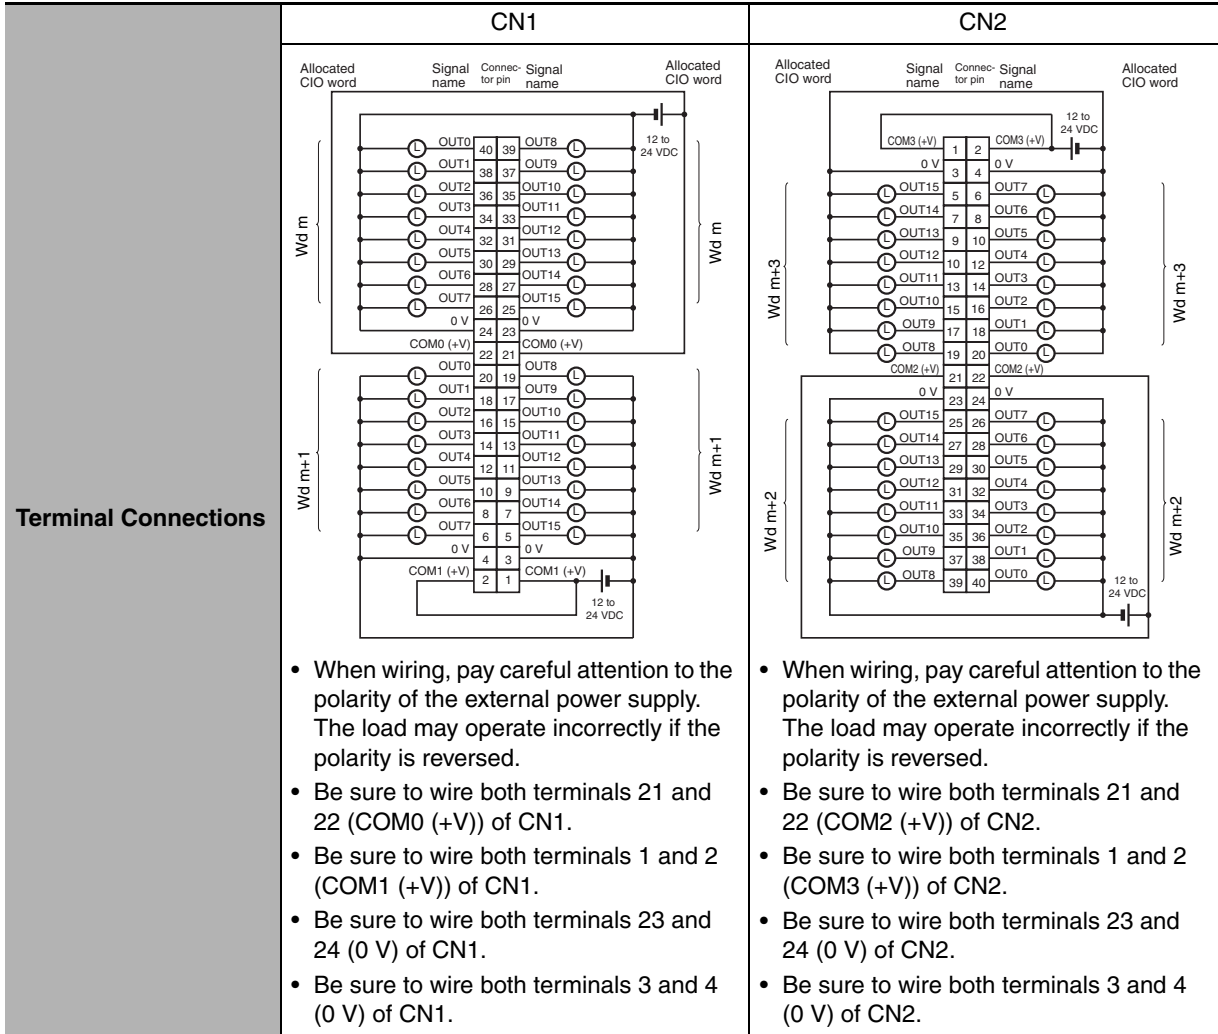 Terminal Connections
CN1
Allocated CIO word
Signal name
Connec- tor pin
Signal name
Allocated CIO word
12 to 24 VDC
Wd m
Wd m
OUT0 40 39 OUT8
OUT1 38 37 OUT9
OUT2 36 35 OUT10
OUT3 34 33 OUT11
OUT4 32 31 OUT12
OUT5 30 29 OUT13
OUT6 28 27 OUT14
OUT7 26 25 OUT15
0 V 24 23 0 V
COM0 (+V) 22 21 COM0 (+V)
Wd m+1
Wd m+1
OUT0 20 19 OUT8
OUT1 18 17 OUT9
OUT2 16 15 OUT10
OUT3 14 13 OUT11
OUT4 12 11 OUT12
OUT5 10 9 OUT13
OUT6 8 7 OUT14
OUT7 6 5 OUT15
0 V 4 3 0 V
COM1 (+V) 2 1 COM1 (+V)
12 to 24 VDC
• When wiring, pay careful attention to the
polarity of the external power supply.
The load may operate incorrectly if the
polarity is reversed.
• Be sure to wire both terminals 21 and
22 (COM0 (+V)) of CN1.
• Be sure to wire both terminals 1 and 2
(COM1 (+V)) of CN1.
• Be sure to wire both terminals 23 and
24 (0 V) of CN1.
• Be sure to wire both terminals 3 and 4
(0 V) of CN1.
CN2
Allocated CIO word
Signal name
Connec- tor pin
Signal name
Allocated CIO word
12 to 24 VDC
COM3 (+V) 1 2 COM3 (+V)
0 V 3 4 0 V
Wd m+3
Wd m+3
OUT15 5 6 OUT7
OUT14 7 8 OUT6
OUT13 9 10 OUT5
OUT12 10 12 OUT4
OUT11 13 14 OUT3
OUT10 15 16 OUT2
OUT9 17 18 OUT1
OUT8 19 20 OUT0
COM2 (+V) 21 22 COM2 (+V)
0 V 23 24 0 V
Wd m+2
Wd m+2
OUT15 25 26 OUT7
OUT14 27 28 OUT6
OUT13 29 30 OUT5
OUT12 31 32 OUT4
OUT11 33 34 OUT3
OUT10 35 36 OUT2
OUT9 37 38 OUT1
OUT8 39 40 OUT0
12 to 24 VDC
• When wiring, pay careful attention to the
polarity of the external power supply.
The load may operate incorrectly if the
polarity is reversed.
• Be sure to wire both terminals 21 and
22 (COM2 (+V)) of CN2.
• Be sure to wire both terminals 1 and 2
(COM3 (+V)) of CN2.
• Be sure to wire both terminals 23 and
24 (0 V) of CN2.
• Be sure to wire both terminals 3 and 4
(0 V) of CN2.